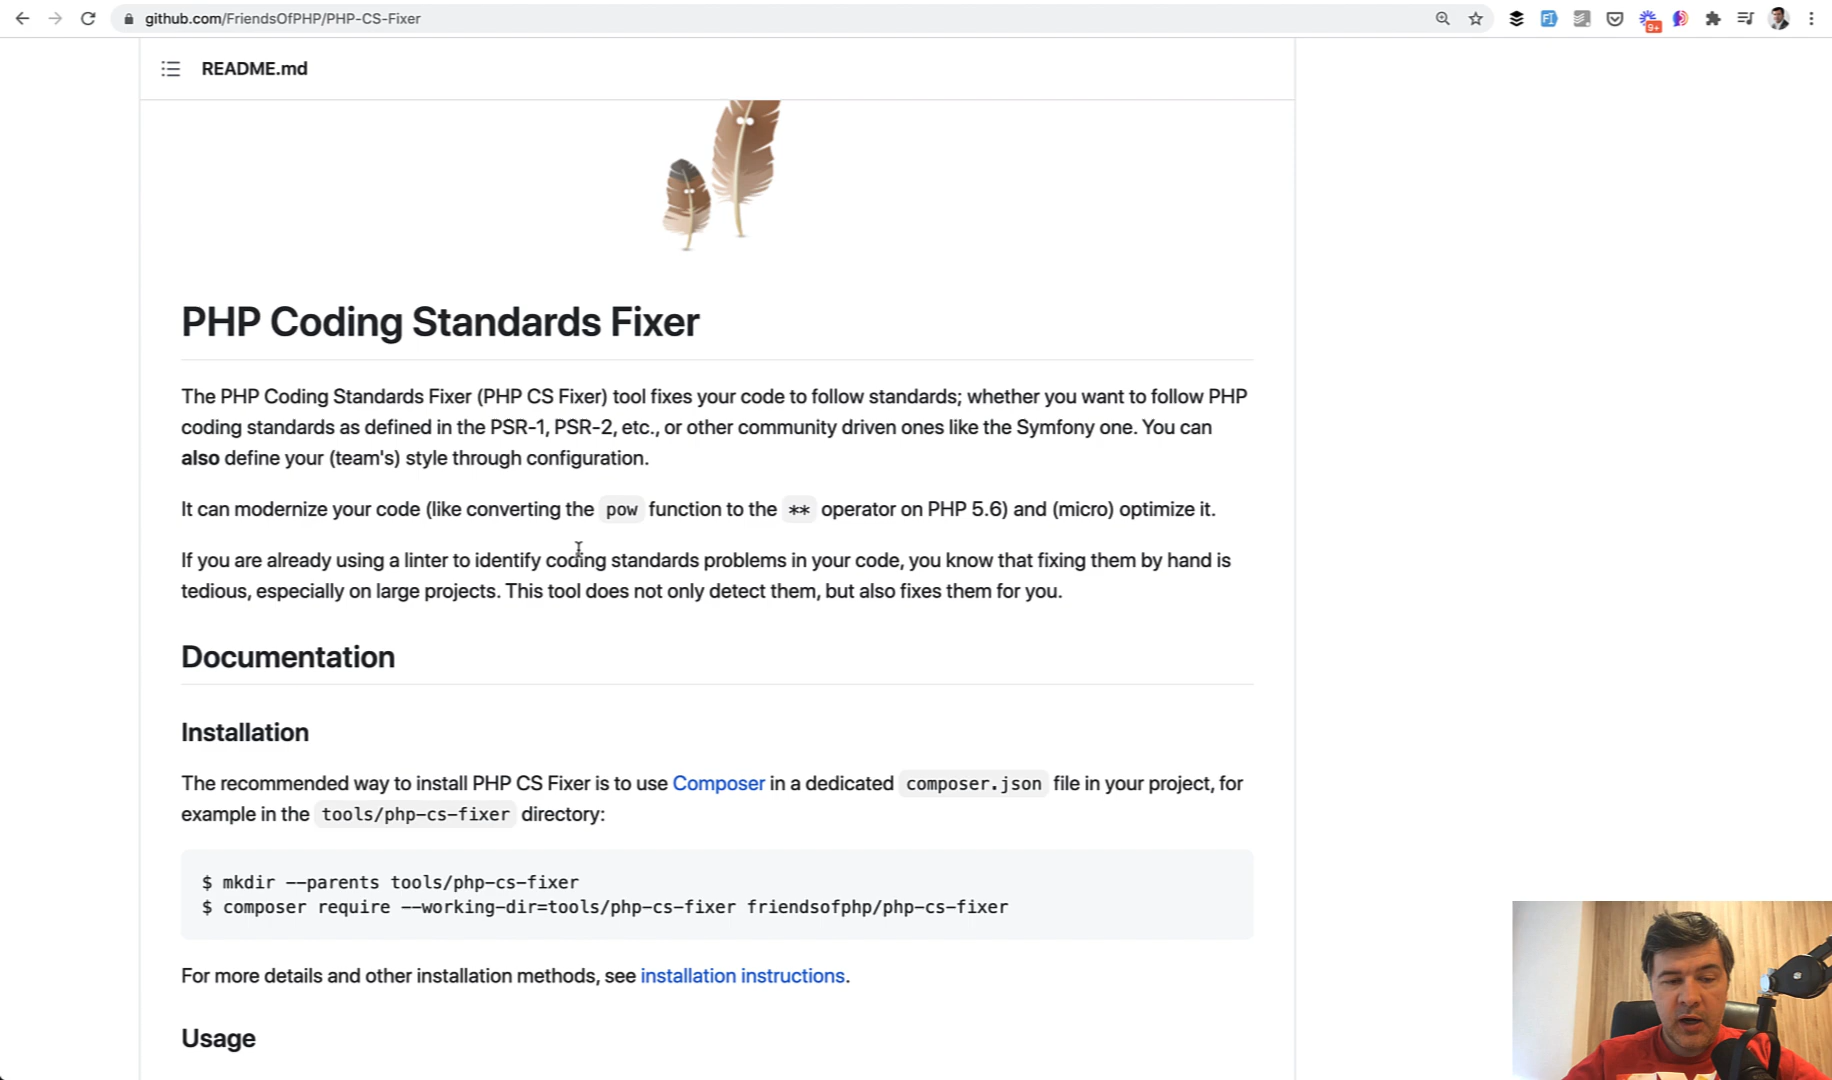 github.com/FriendsOfPHP/PHP-CS-Fixer
9+
README.md
PHP Coding Standards Fixer
The PHP Coding Standards Fixer (PHP CS Fixer) tool fixes your code to follow standards; whether you want to follow PHP
coding standards as defined in the PSR-1, PSR-2, etc., or other community driven ones like the Symfony one. You can
also define your (team's) style through configuration.
It can modernize your code (like converting the pow function to the ** operator on PHP 5.6) and (micro) optimize it.
If you are already using a linter to identify coding standards problems in your code, you know that fixing them by hand is
tedious, especially on large projects. This tool does not only detect them, but also fixes them for you.
Documentation
Installation
The recommended way to install PHP CS Fixer is to use Composer in a dedicated composer.json file in your project, for
example in the tools/php-cs-fixer directory:
$ mkdir --parents tools/php-cs-fixer
$ composer require --working-dir=tools/php-cs-fixer friendsofphp/php-cs-fixer
For more details and other installation methods, see installation instructions.
Usage